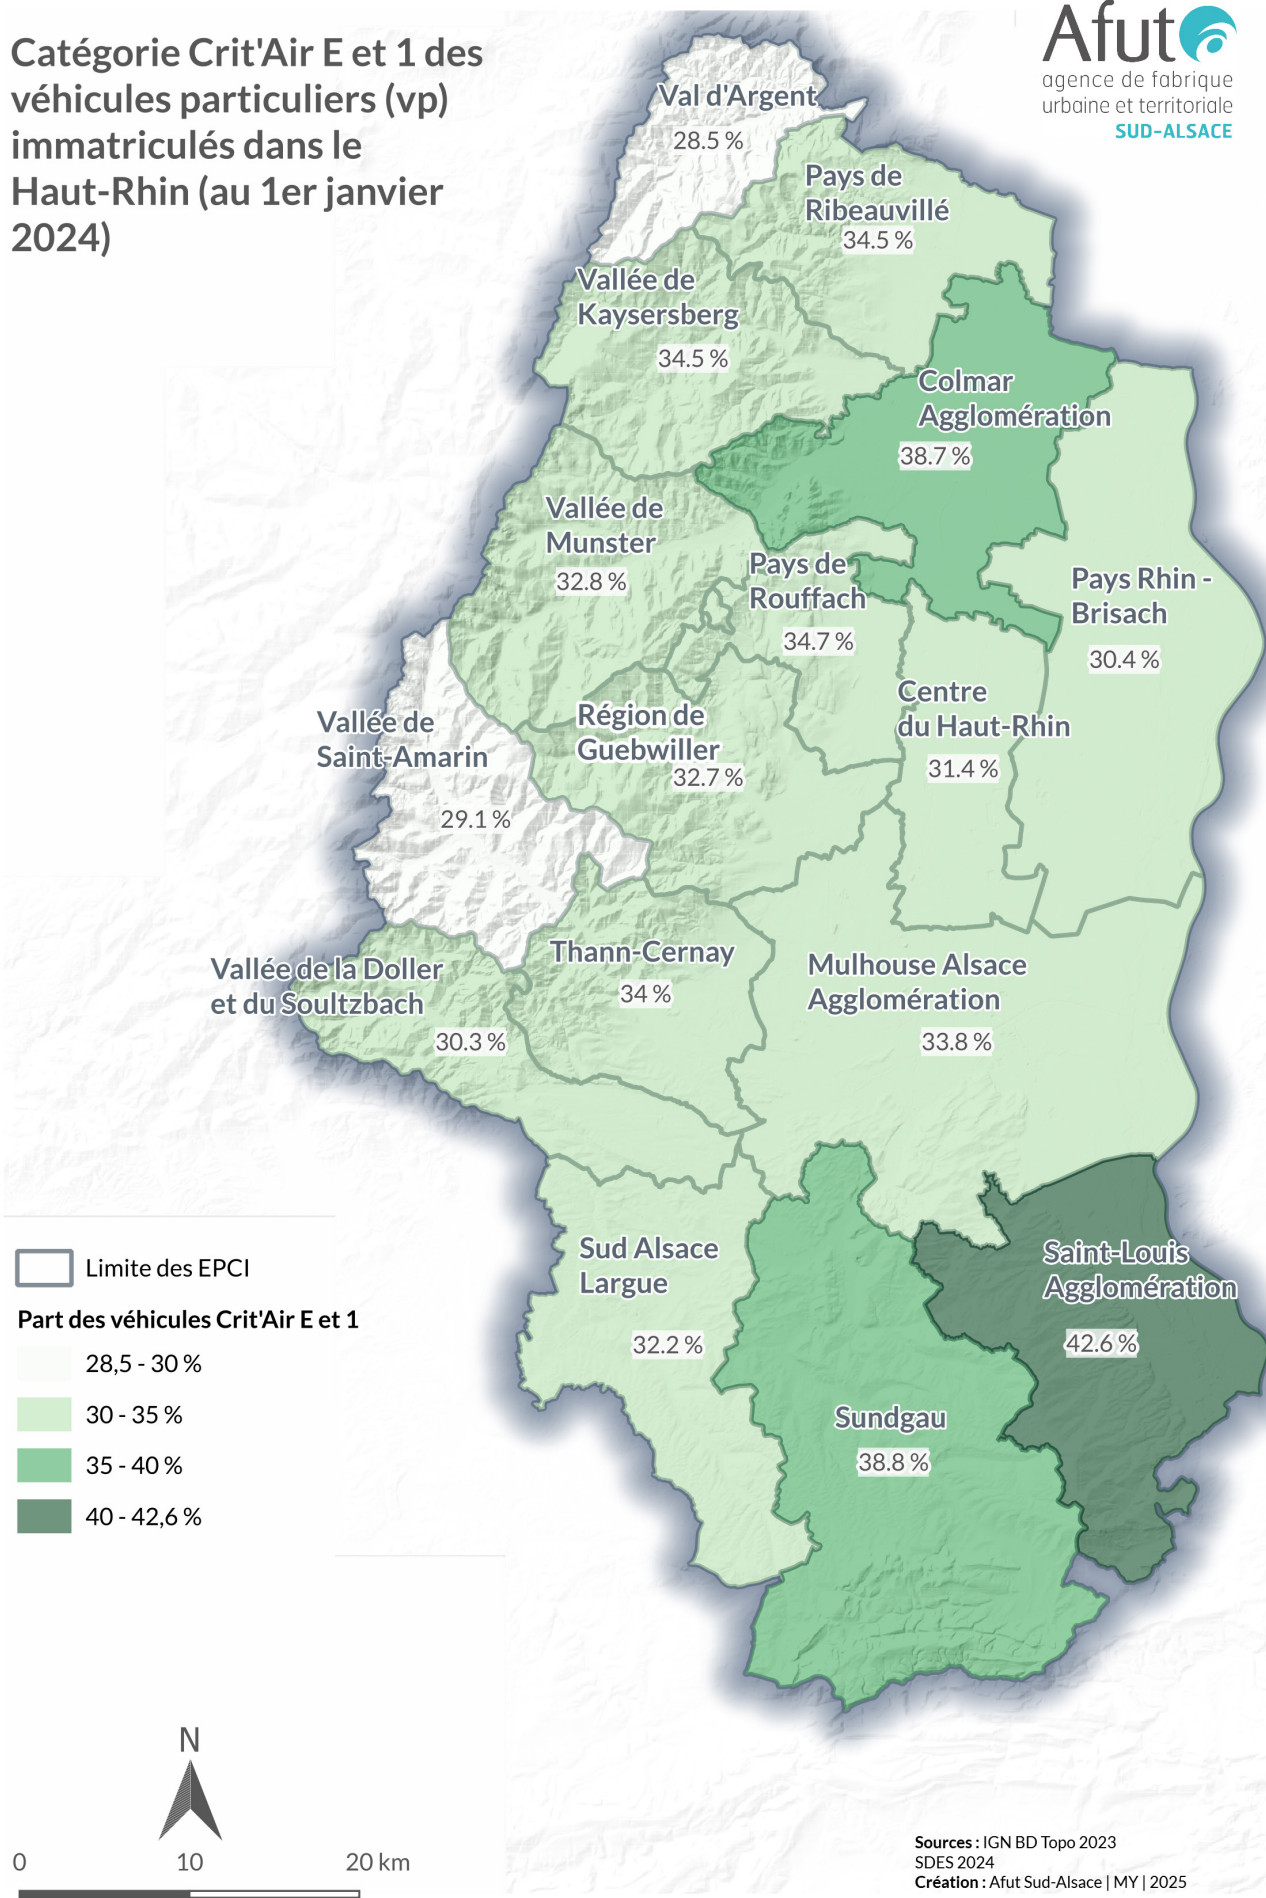 Catégorie Crit'Air E et 1 des
véhicules particuliers (vp)
immatriculés dans le
Haut-Rhin (au 1er janvier
2024)
Afut
agence de fabrique
urbaine et territoriale
SUD-ALSACE
Val d'Argent
28.5 %
Pays de
Ribeauvillé
34.5 %
Vallée de
Kaysersberg
34.5 %
Colmar
Agglomération
38.7 %
Vallée de
Munster
32.8 %
Pays de
Rouffach
34.7 %
Pays Rhin -
Brisach
30.4 %
Centre
du Haut-Rhin
31.4 %
Région de
Guebwiller
32.7 %
Vallée de
Saint-Amarin
29.1 %
Thann-Cernay
34 %
Vallée de la Doller
et du Soultzbach
30.3 %
Mulhouse Alsace
Agglomération
33.8 %
Sud Alsace
Largue
32.2 %
Saint-Louis
Agglomération
42.6 %
Sundgau
38.8 %
Limite des EPCI
Part des véhicules Crit'Air E et 1
28,5 - 30 %
30 - 35 %
35 - 40 %
40 - 42,6 %
N
0 10 20 km
Sources : IGN BD Topo 2023
SDES 2024
Création : Afut Sud-Alsace | MY | 2025